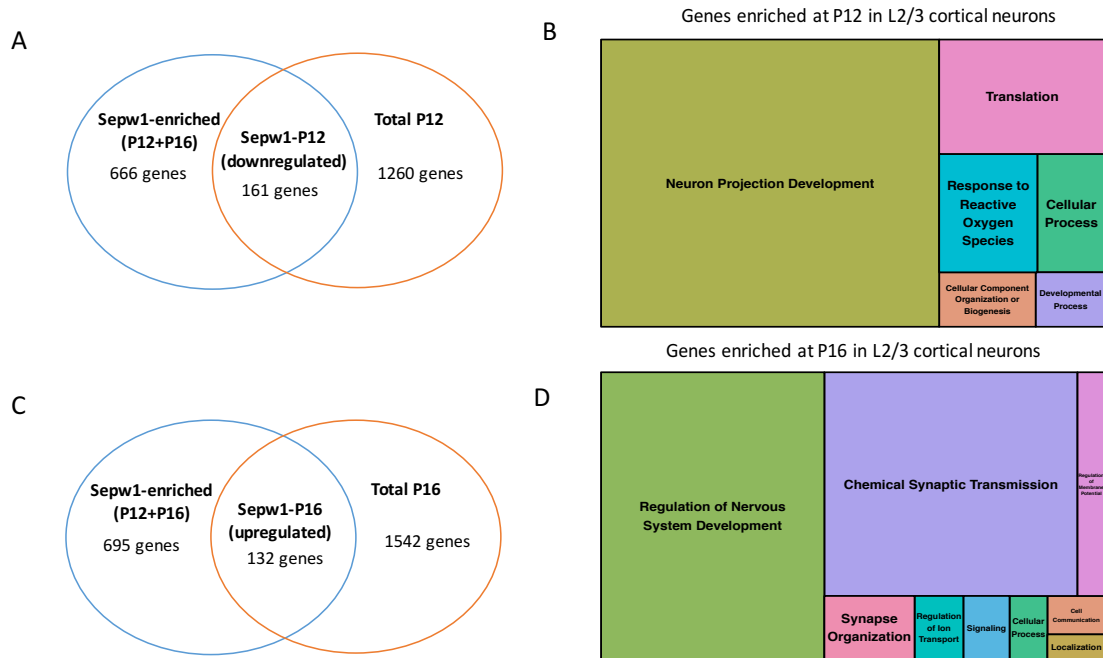 A
Sepw1-enriched
(P12+P16)
666 genes
Sepw1-P12
(downregulated)
161 genes
Total P12
1260 genes
B
Genes enriched at P12 in L2/3 cortical neurons
Neuron Projection Development
Translation
Response to
Reactive
Oxygen
Species
Cellular
Process
Cellular Component
Organization or
Biogenesis
Developmental
Process
C
Sepw1-enriched
(P12+P16)
695 genes
Sepw1-P16
(upregulated)
132 genes
Total P16
1542 genes
D
Genes enriched at P16 in L2/3 cortical neurons
Regulation of Nervous
System Development
Chemical Synaptic Transmission
Regulation
of
Membrane
Potential
Synapse
Organization
Regulation
of Ion
Transport
Signaling
Cellular
Process
Cell
Communication
Localization